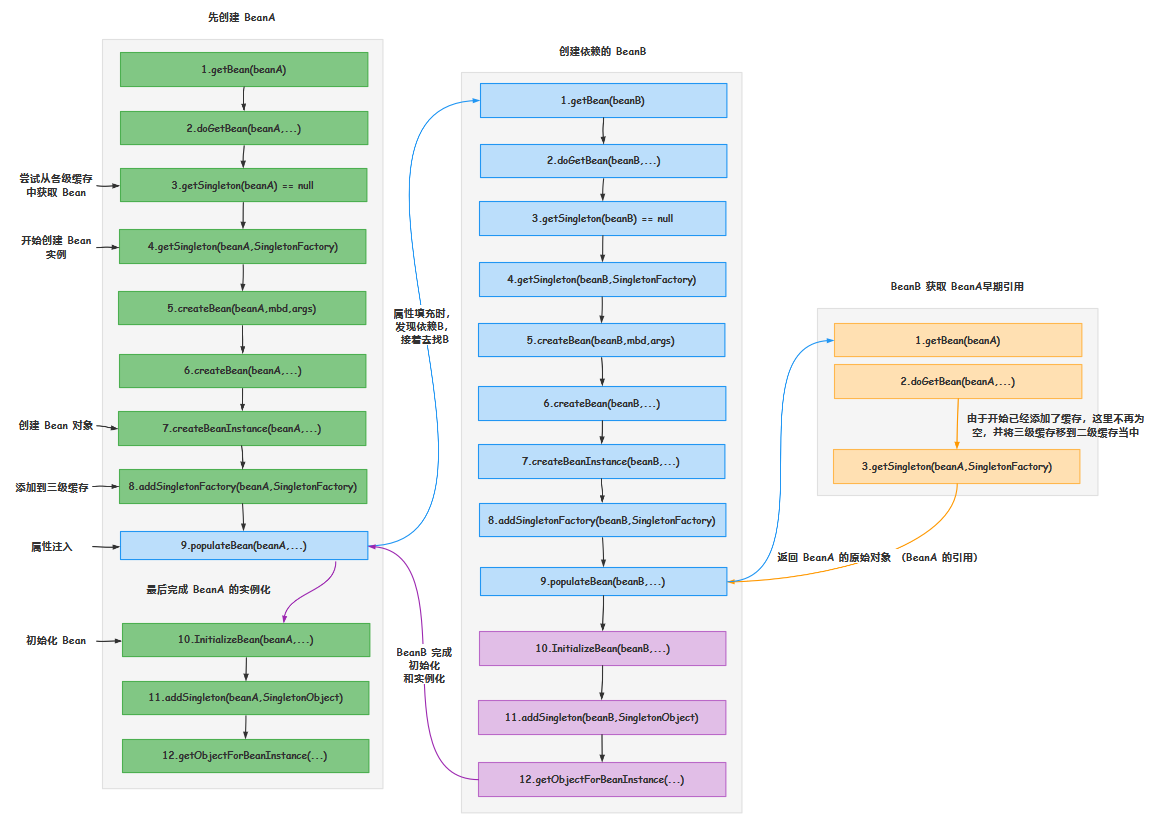 先创建 BeanA
1.getBean(beanA)
2.doGetBean(beanA,...)
尝试从各级缓存
中获取 Bean
3.getSingleton(beanA) == null
开始创建 Bean
实例
4.getSingleton(beanA,SingletonFactory)
5.createBean(beanA,mbd,args)
6.createBean(beanA,...)
创建 Bean 对象
7.createBeanInstance(beanA,...)
添加到三级缓存
8.addSingletonFactory(beanA,SingletonFactory)
属性注入
9.populateBean(beanA,...)
最后完成 BeanA 的实例化
初始化 Bean
10.InitializeBean(beanA,...)
11.addSingleton(beanA,SingletonObject)
12.getObjectForBeanInstance(...)
属性填充时，
发现依赖B，
接着去找B
BeanB 完成
初始化
和实例化
创建依赖的 BeanB
1.getBean(beanB)
2.doGetBean(beanB,...)
3.getSingleton(beanB) == null
4.getSingleton(beanB,SingletonFactory)
5.createBean(beanB,mbd,args)
6.createBean(beanB,...)
7.createBeanInstance(beanB,...)
8.addSingletonFactory(beanB,SingletonFactory)
9.populateBean(beanB,...)
10.InitializeBean(beanB,...)
11.addSingleton(beanB,SingletonObject)
12.getObjectForBeanInstance(...)
BeanB 获取 BeanA早期引用
1.getBean(beanA)
2.doGetBean(beanA,...)
由于开始已经添加了缓存，这里不再为
空，并将三级缓存移到二级缓存当中
3.getSingleton(beanA,SingletonFactory)
返回 BeanA 的原始对象 （BeanA 的引用）